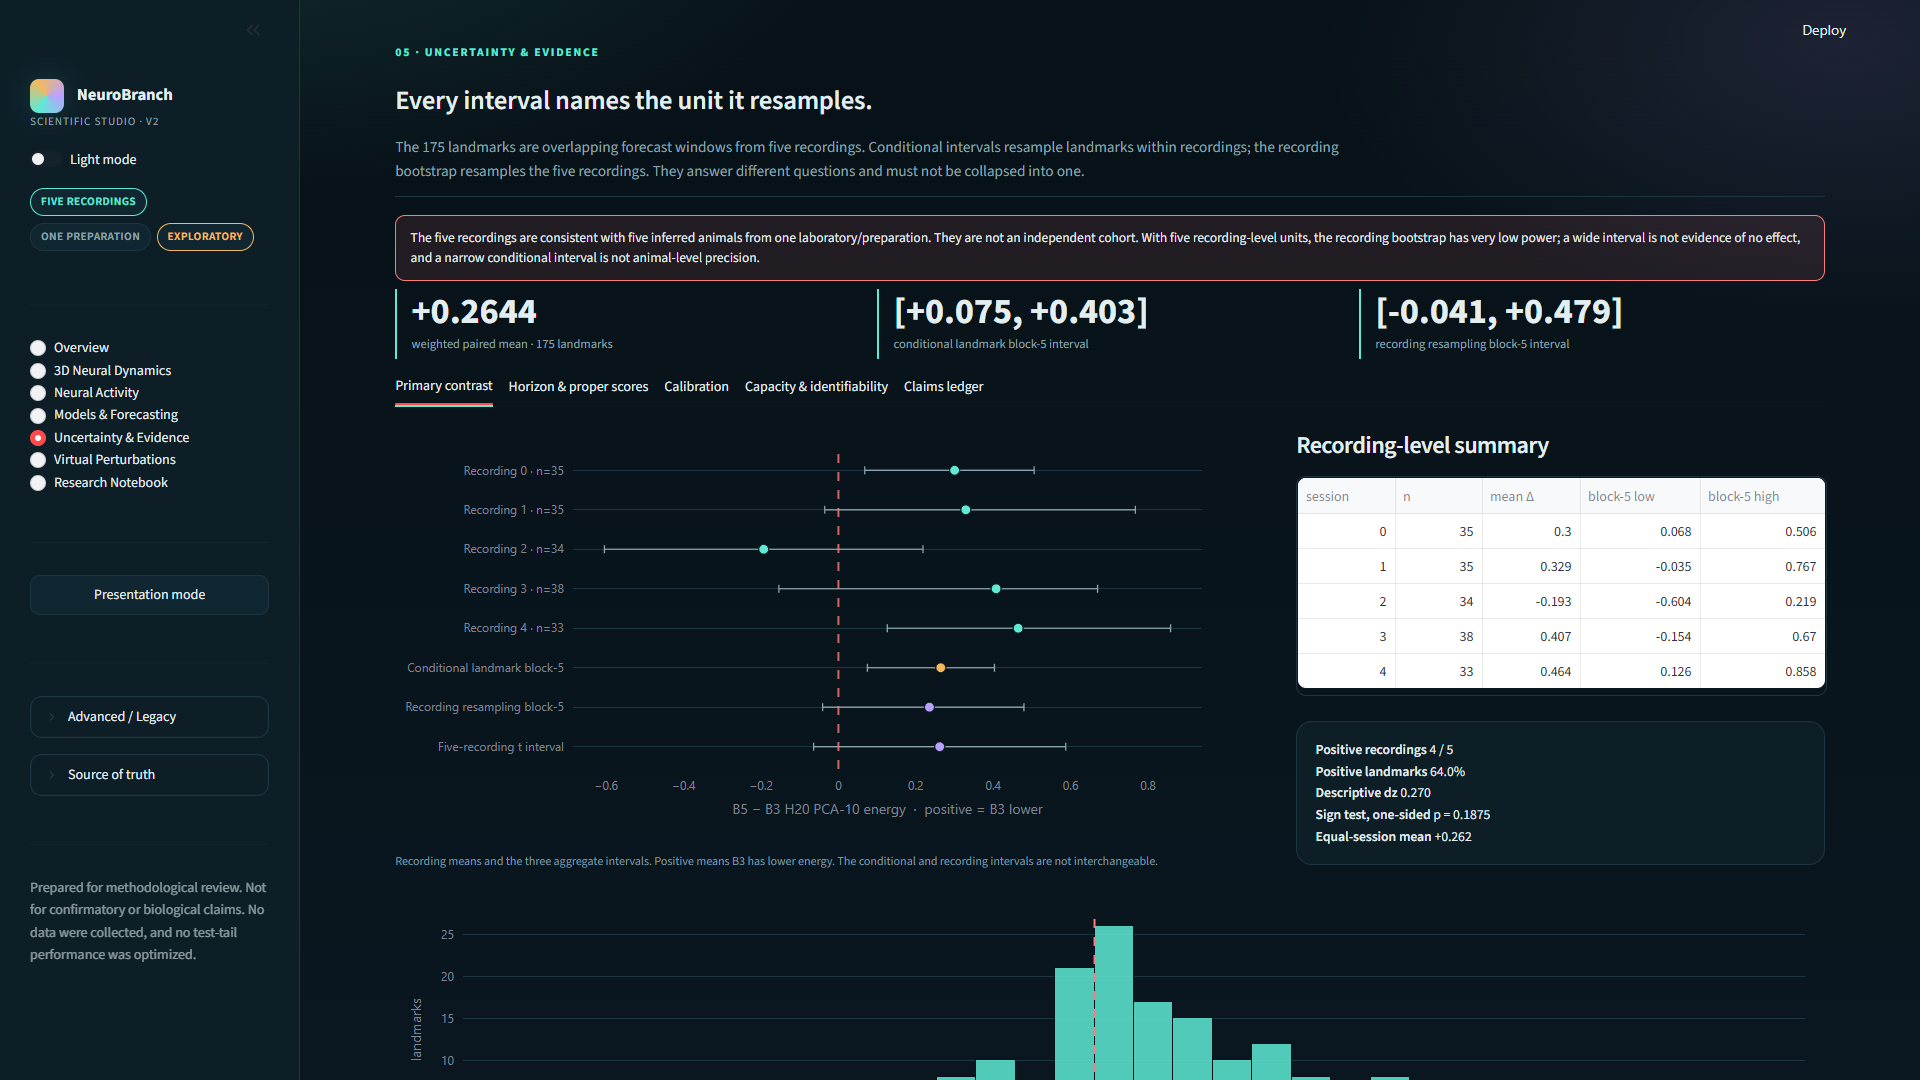 Deploy
NeuroBranch
SCIENTIFIC STUDIO · V2
Light mode
FIVE RECORDINGS
ONE PREPARATION
EXPLORATORY
Overview
3D Neural Dynamics
Neural Activity
Models & Forecasting
Uncertainty & Evidence
Virtual Perturbations
Research Notebook
Presentation mode
Advanced / Legacy
Source of truth
Prepared for methodological review. Not
for confirmatory or biological claims. No
data were collected, and no test-tail
performance was optimized.
05 · UNCERTAINTY & EVIDENCE
Every interval names the unit it resamples.
The 175 landmarks are overlapping forecast windows from five recordings. Conditional intervals resample landmarks within recordings; the recording
bootstrap resamples the five recordings. They answer different questions and must not be collapsed into one.
The five recordings are consistent with five inferred animals from one laboratory/preparation. They are not an independent cohort. With five recording-level units, the recording bootstrap has very low power; a wide interval is not evidence of no effect,
and a narrow conditional interval is not animal-level precision.
+0.2644
weighted paired mean · 175 landmarks
[+0.075, +0.403]
conditional landmark block-5 interval
[-0.041, +0.479]
recording resampling block-5 interval
Primary contrast Horizon & proper scores Calibration Capacity & identifiability Claims ledger
Recording 0 · n=35
Recording 1 · n=35
Recording 2 · n=34
Recording 3 · n=38
Recording 4 · n=33
Conditional landmark block-5
Recording resampling block-5
Five-recording t interval
−0.6 −0.4 −0.2 0 0.2 0.4 0.6 0.8
B5 − B3 H20 PCA-10 energy · positive = B3 lower
Recording means and the three aggregate intervals. Positive means B3 has lower energy. The conditional and recording intervals are not interchangeable.
Recording-level summary
session n mean Δ block-5 low block-5 high
0 35 0.3 0.068 0.506
1 35 0.329 -0.035 0.767
2 34 -0.193 -0.604 0.219
3 38 0.407 -0.154 0.67
4 33 0.464 0.126 0.858
Positive recordings 4 / 5
Positive landmarks 64.0%
Descriptive dz 0.270
Sign test, one-sided p = 0.1875
Equal-session mean +0.262
25
20
15
10
landmarks